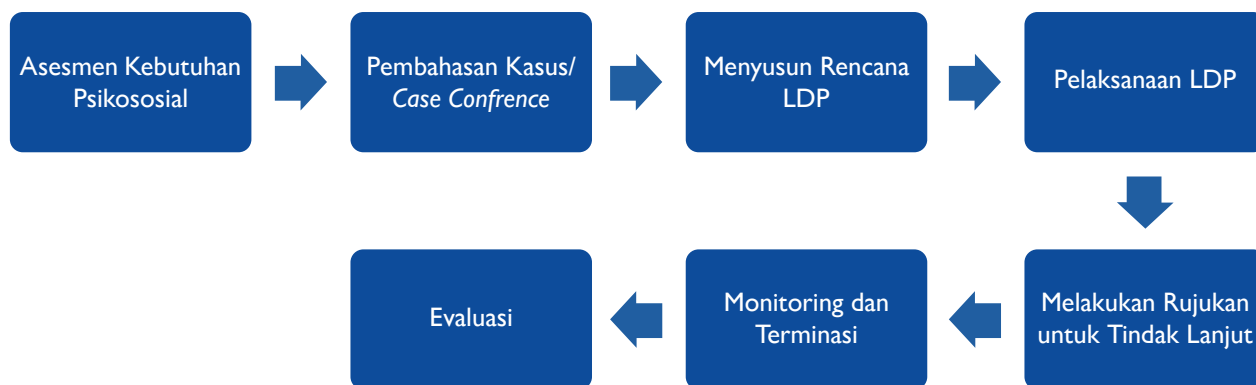 Asesmen Kebutuhan
Psikososial
Pembahasan Kasus/
Case Confrence
Menyusun Rencana
LDP
Pelaksanaan LDP
Melakukan Rujukan
untuk Tindak Lanjut
Monitoring dan
Terminasi
Evaluasi